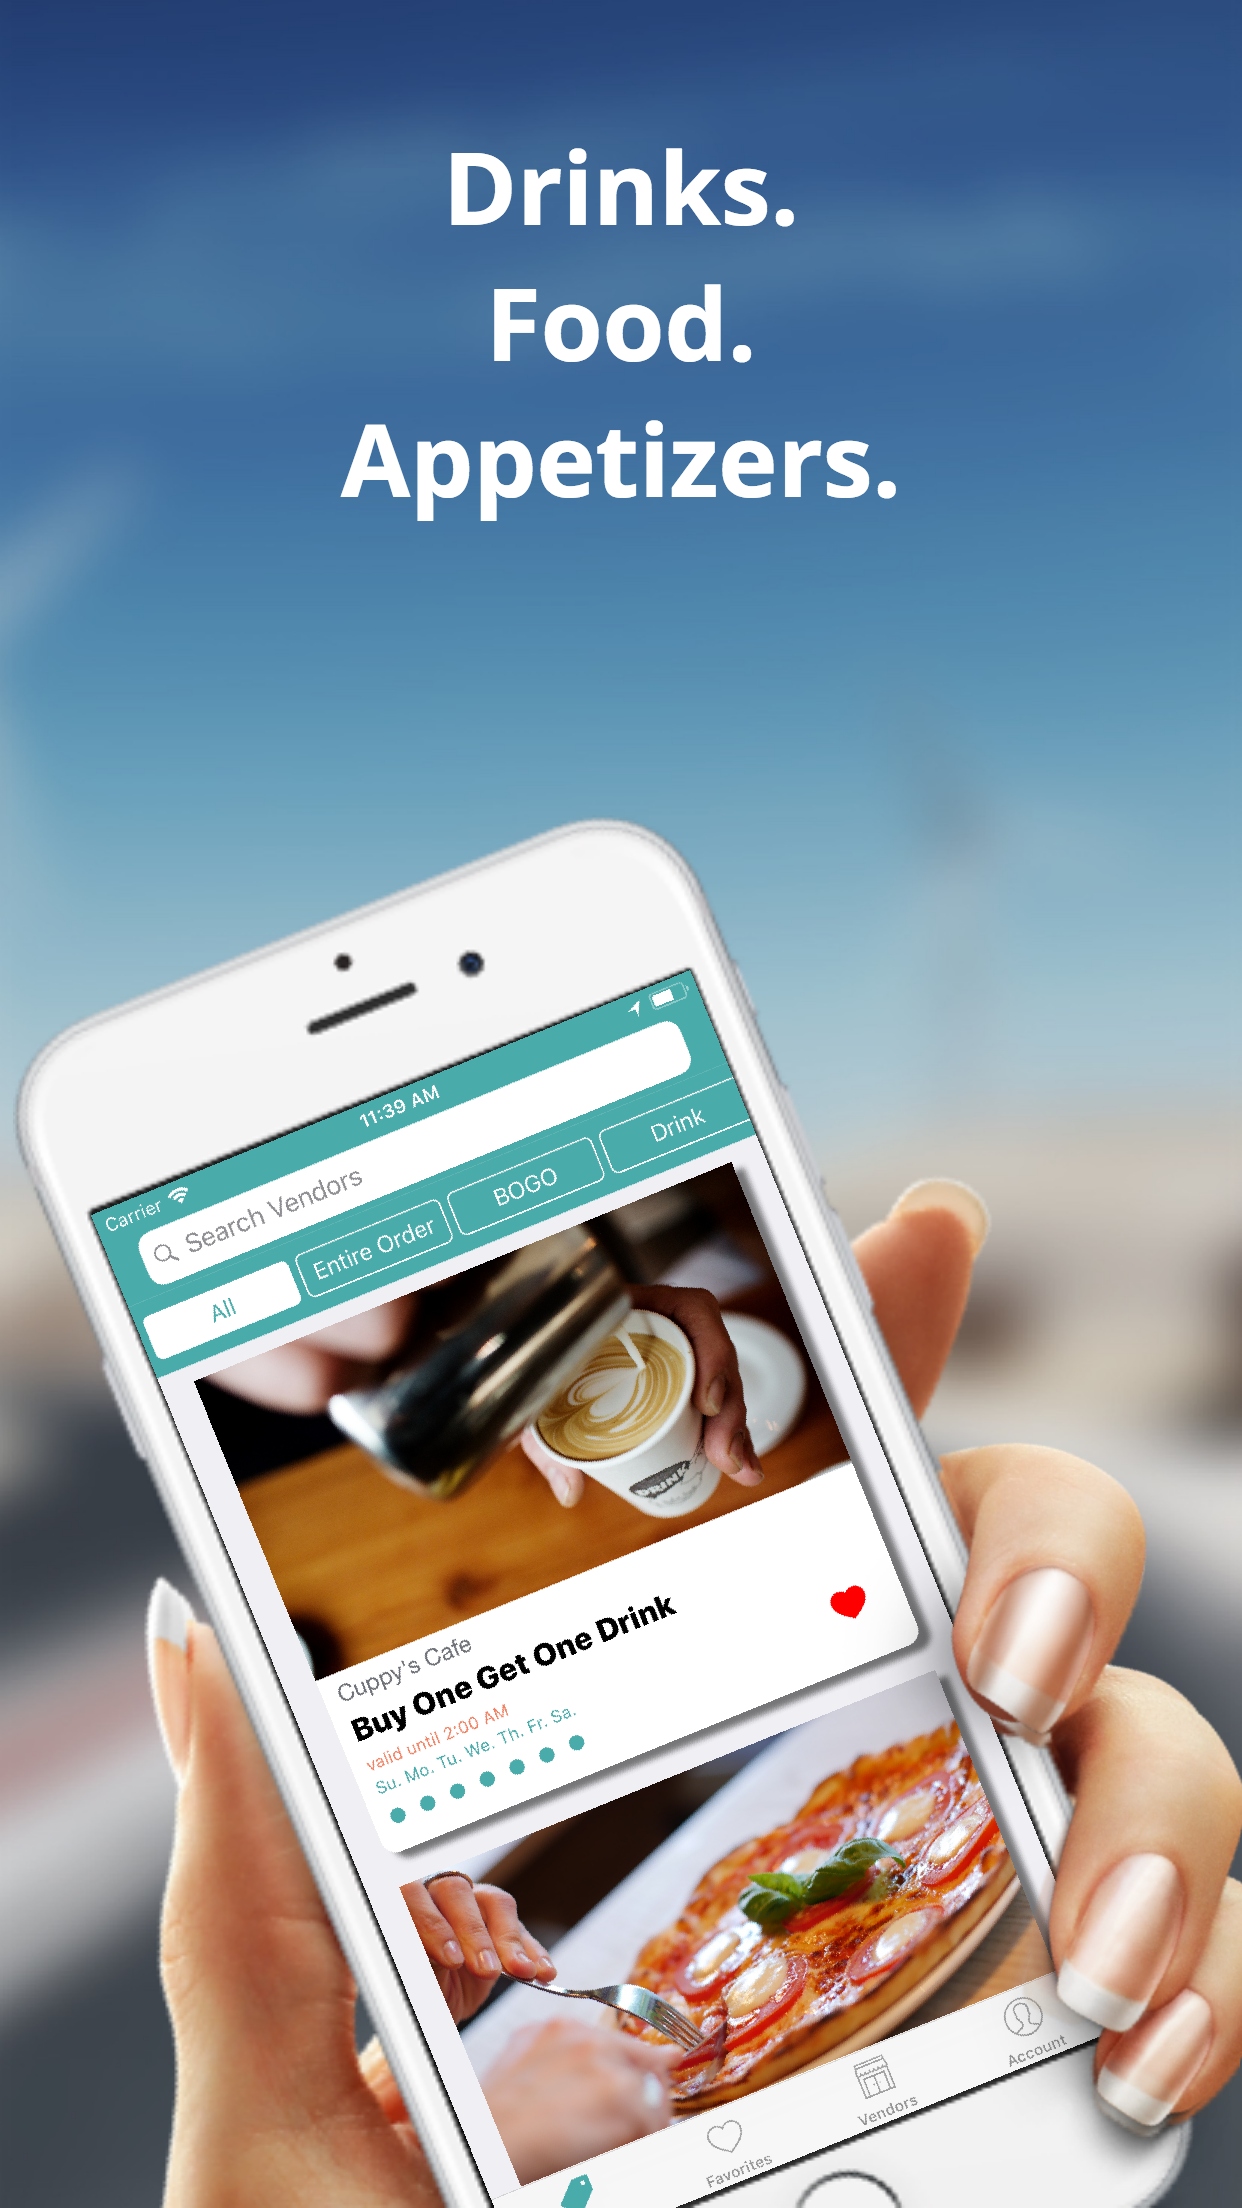 Drinks.
Food.
Appetizers.
Carrier
11:39 AM
Search Vendors
All
Entire Order
BOGO
Drink
DRINK
Cuppy's Cafe
Buy One Get One Drink
valid until 2:00 AM
Su. Mo. Tu. We. Th. Fr. Sa.
Favorites
Vendors
Account